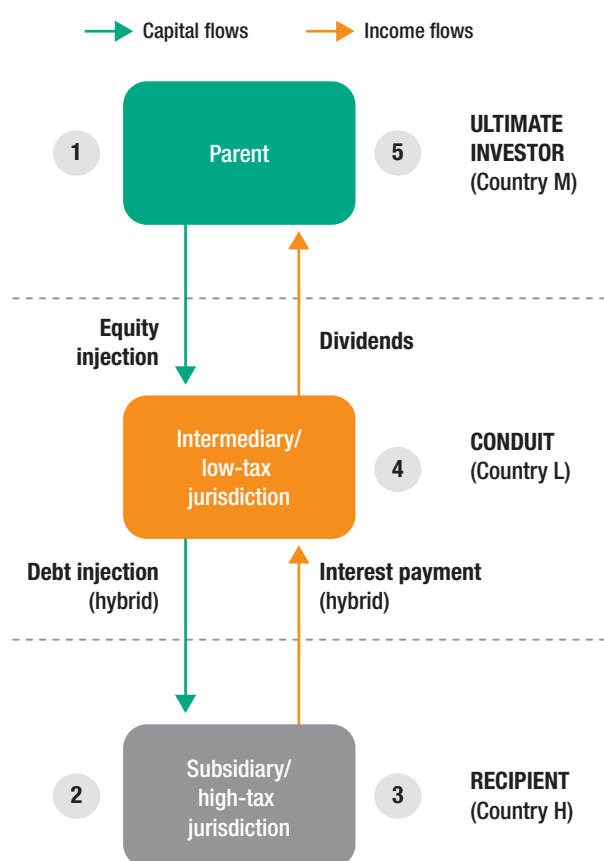 Capital flows
Income flows
1
Parent
5
ULTIMATE
INVESTOR
(Country M)
Equity
injection
Dividends
Intermediary/
low-tax
jurisdiction
4
CONDUIT
(Country L)
Debt injection
(hybrid)
Interest payment
(hybrid)
2
Subsidiary/
high-tax
jurisdiction
3
RECIPIENT
(Country H)